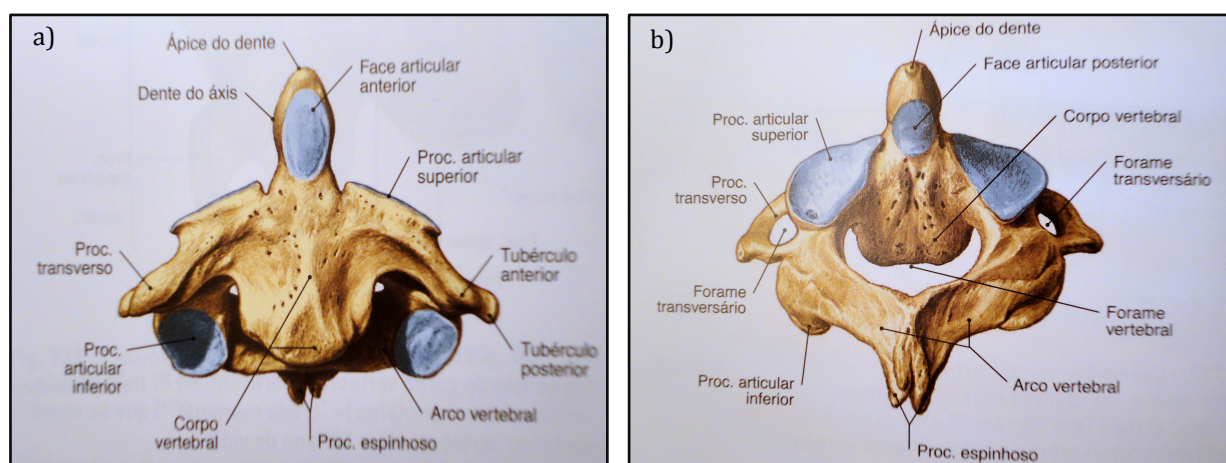 a)
Ápice do dente
Face articular
anterior
Dente do áxis
Proc. articular
superior
Proc.
transverso
Tubérculo
anterior
Proc.
articular
inferior
Tubérculo
posterior
Corpo
vertebral
Arco vertebral
Proc. espinhoso
b)
Ápice do dente
Face articular posterior
Proc. articular
superior
Corpo vertebral
Forame
transversário
Proc.
transverso
Forame
transversário
Forame
vertebral
Proc. articular
inferior
Arco vertebral
Proc. espinhoso